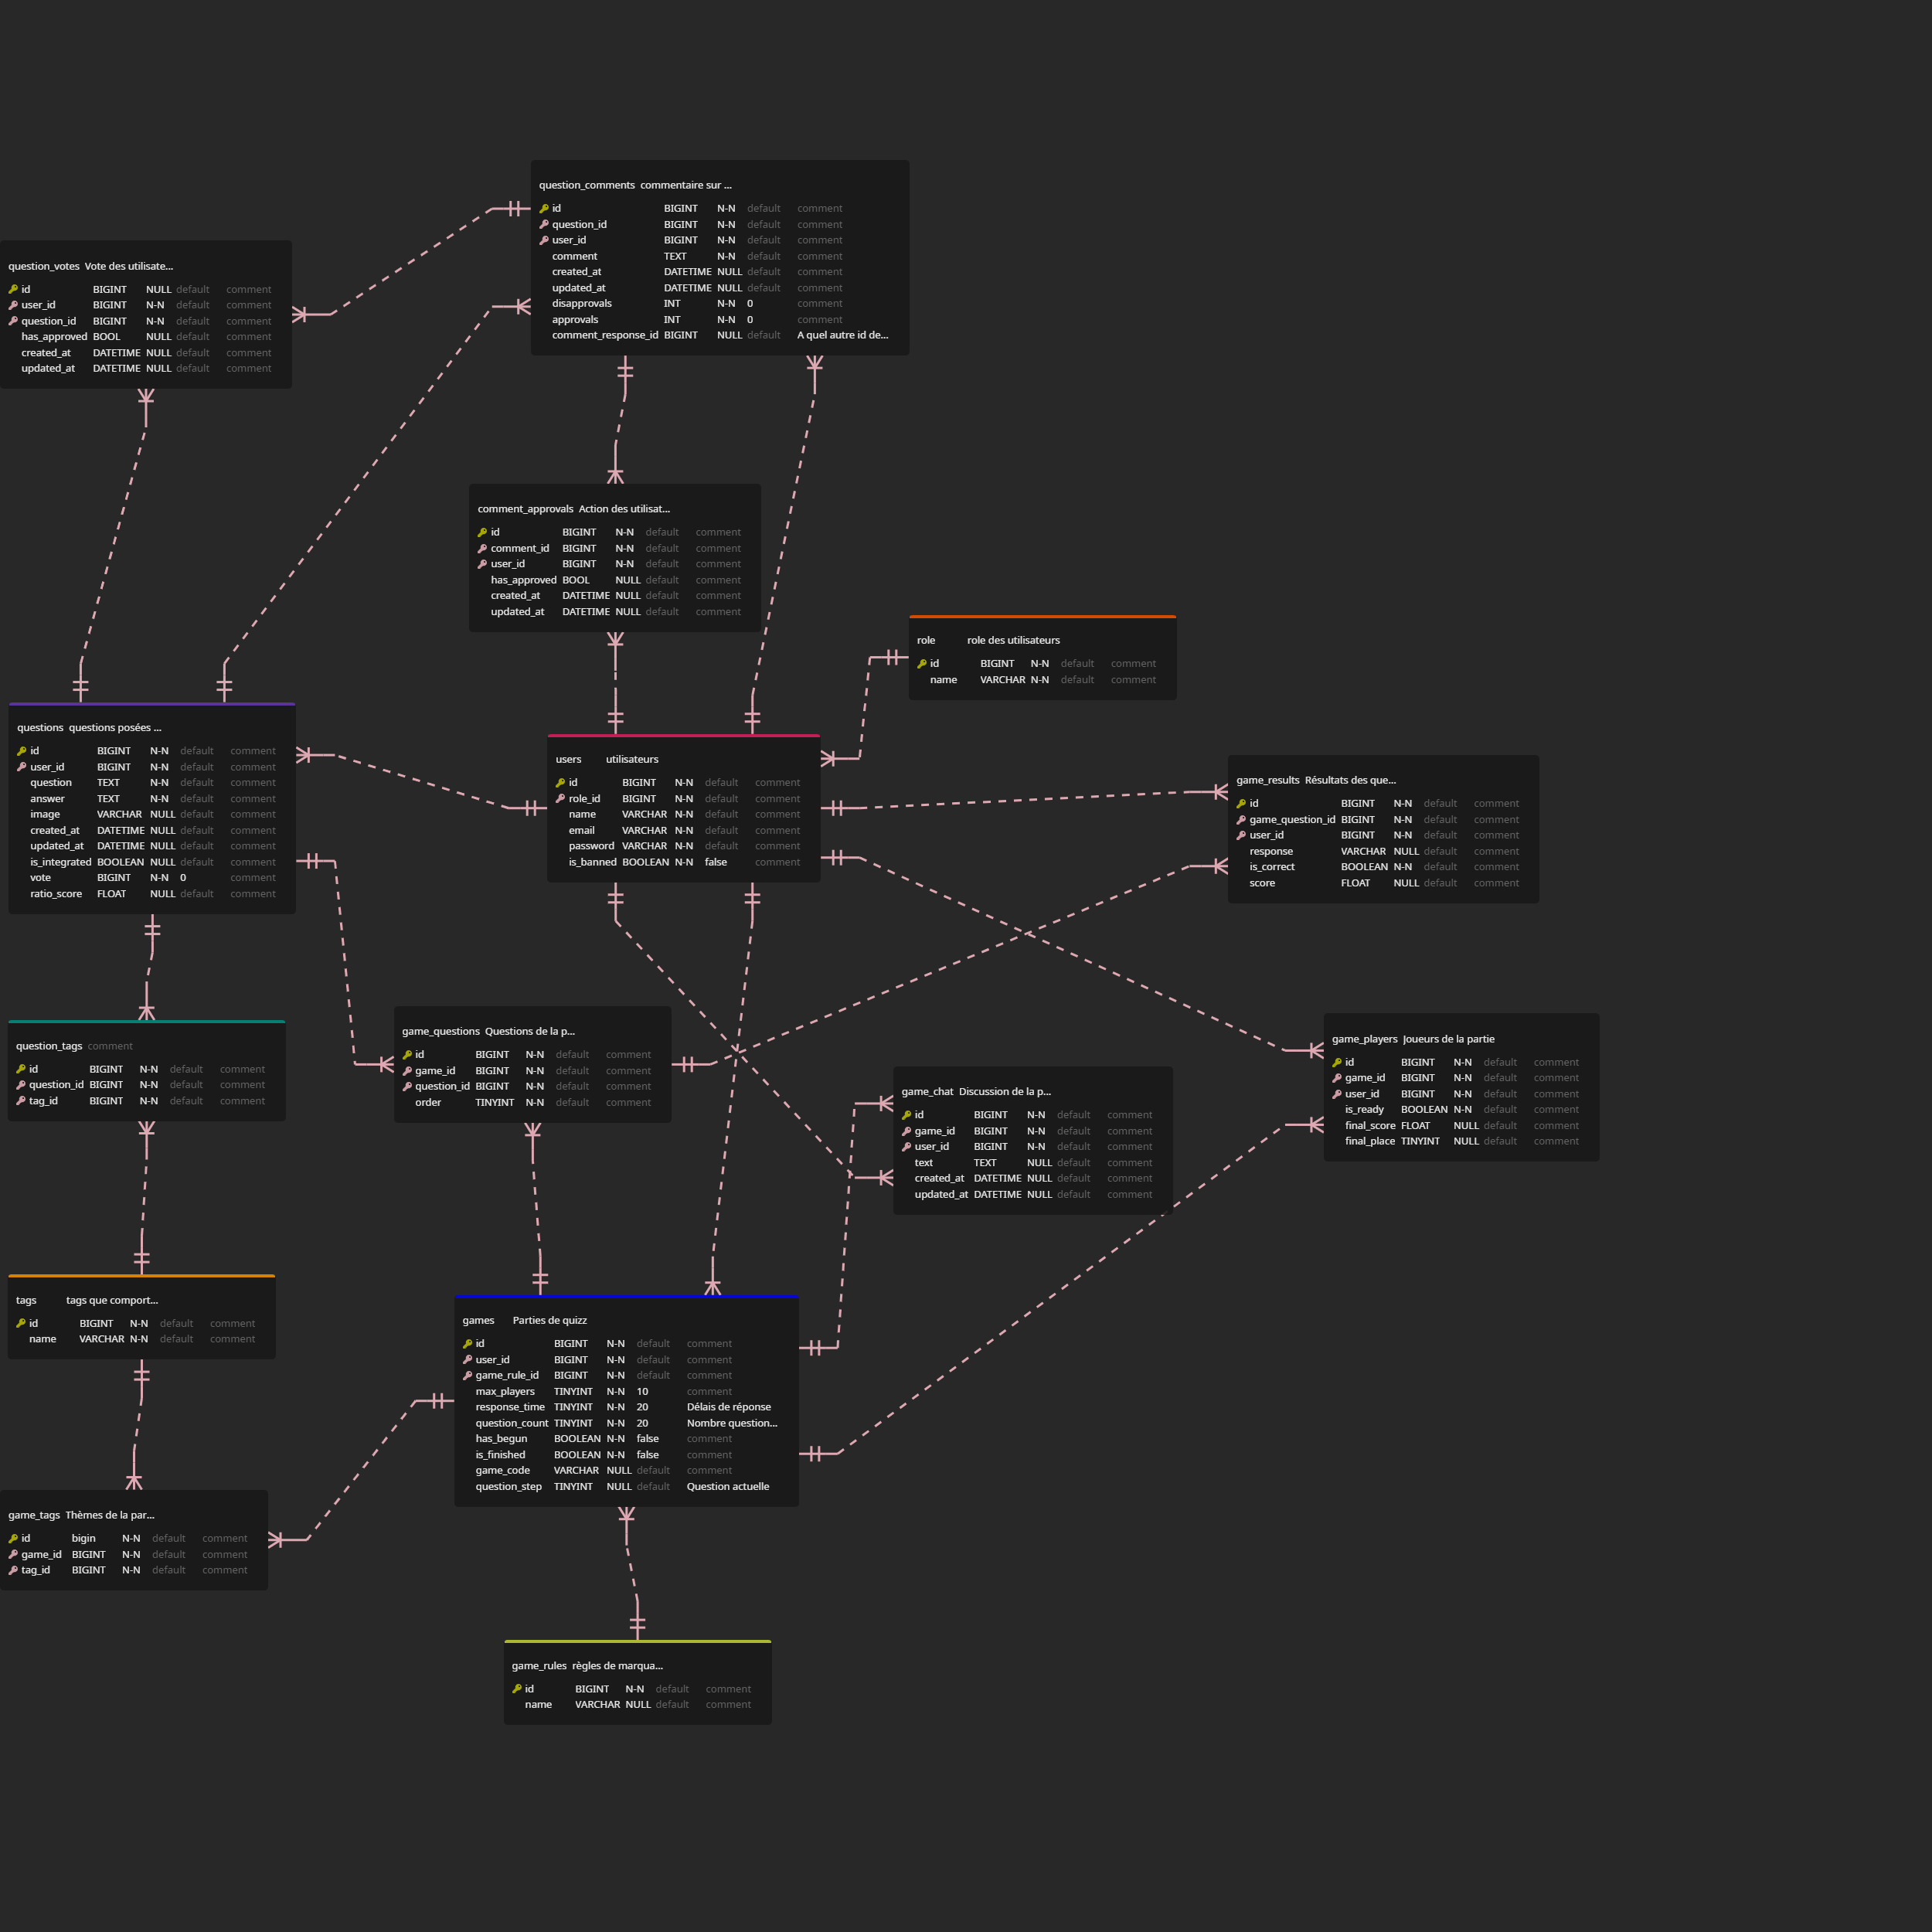 question_comments commentaire sur ...
id BIGINT N-N default comment
question_id BIGINT N-N default comment
user_id BIGINT N-N default comment
comment TEXT N-N default comment
created_at DATETIME NULL default comment
updated_at DATETIME NULL default comment
disapprovals INT N-N 0 comment
approvals INT N-N 0 comment
comment_response_id BIGINT NULL default A quel autre id de...
question_votes Vote des utilisate...
id BIGINT NULL default comment
user_id BIGINT N-N default comment
question_id BIGINT N-N default comment
has_approved BOOL NULL default comment
created_at DATETIME NULL default comment
updated_at DATETIME NULL default comment
comment_approvals Action des utilisat...
id BIGINT N-N default comment
comment_id BIGINT N-N default comment
user_id BIGINT N-N default comment
has_approved BOOL NULL default comment
created_at DATETIME NULL default comment
updated_at DATETIME NULL default comment
role role des utilisateurs
id BIGINT N-N default comment
name VARCHAR N-N default comment
questions questions posées ...
id BIGINT N-N default comment
user_id BIGINT N-N default comment
question TEXT N-N default comment
answer TEXT N-N default comment
image VARCHAR NULL default comment
created_at DATETIME NULL default comment
updated_at DATETIME NULL default comment
is_integrated BOOLEAN NULL default comment
vote BIGINT N-N 0 comment
ratio_score FLOAT NULL default comment
users utilisateurs
id BIGINT N-N default comment
role_id BIGINT N-N default comment
name VARCHAR N-N default comment
email VARCHAR N-N default comment
password VARCHAR N-N default comment
is_banned BOOLEAN N-N false comment
game_results Résultats des que...
id BIGINT N-N default comment
game_question_id BIGINT N-N default comment
user_id BIGINT N-N default comment
response VARCHAR NULL default comment
is_correct BOOLEAN N-N default comment
score FLOAT NULL default comment
question_tags comment
id BIGINT N-N default comment
question_id BIGINT N-N default comment
tag_id BIGINT N-N default comment
game_questions Questions de la p...
id BIGINT N-N default comment
game_id BIGINT N-N default comment
question_id BIGINT N-N default comment
order TINYINT N-N default comment
game_players Joueurs de la partie
id BIGINT N-N default comment
game_id BIGINT N-N default comment
user_id BIGINT N-N default comment
is_ready BOOLEAN N-N default comment
final_score FLOAT NULL default comment
final_place TINYINT NULL default comment
game_chat Discussion de la p...
id BIGINT N-N default comment
game_id BIGINT N-N default comment
user_id BIGINT N-N default comment
text TEXT NULL default comment
created_at DATETIME NULL default comment
updated_at DATETIME NULL default comment
tags tags que comport...
id BIGINT N-N default comment
name VARCHAR N-N default comment
games Parties de quizz
id BIGINT N-N default comment
user_id BIGINT N-N default comment
game_rule_id BIGINT N-N default comment
max_players TINYINT N-N 10 comment
response_time TINYINT N-N 20 Délais de réponse
question_count TINYINT N-N 20 Nombre question...
has_begun BOOLEAN N-N false comment
is_finished BOOLEAN N-N false comment
game_code VARCHAR NULL default comment
question_step TINYINT NULL default Question actuelle
game_tags Thèmes de la par...
id bigin N-N default comment
game_id BIGINT N-N default comment
tag_id BIGINT N-N default comment
game_rules règles de marqua...
id BIGINT N-N default comment
name VARCHAR NULL default comment